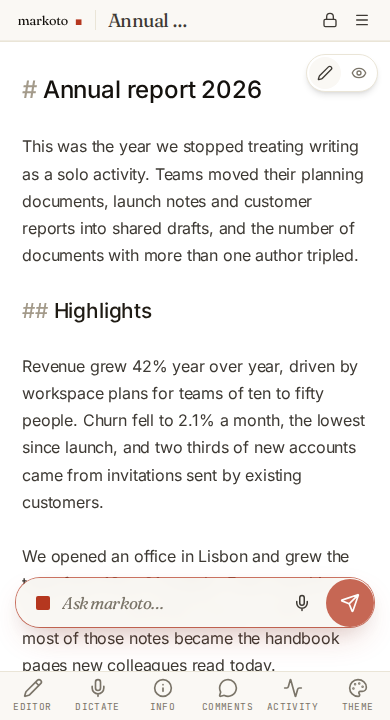 markoto
Annual ...
# Annual report 2026
This was the year we stopped treating writing
as a solo activity. Teams moved their planning
documents, launch notes and customer
reports into shared drafts, and the number of
documents with more than one author tripled.
## Highlights
Revenue grew 42% year over year, driven by
workspace plans for teams of ten to fifty
people. Churn fell to 2.1% a month, the lowest
since launch, and two thirds of new accounts
came from invitations sent by existing
customers.
We opened an office in Lisbon and grew the
Ask markoto...
most of those notes became the handbook
pages new colleagues read today.
EDITOR
DICTATE
INFO
COMMENTS
ACTIVITY
THEME